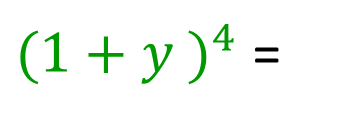 (1 + y )⁴ =